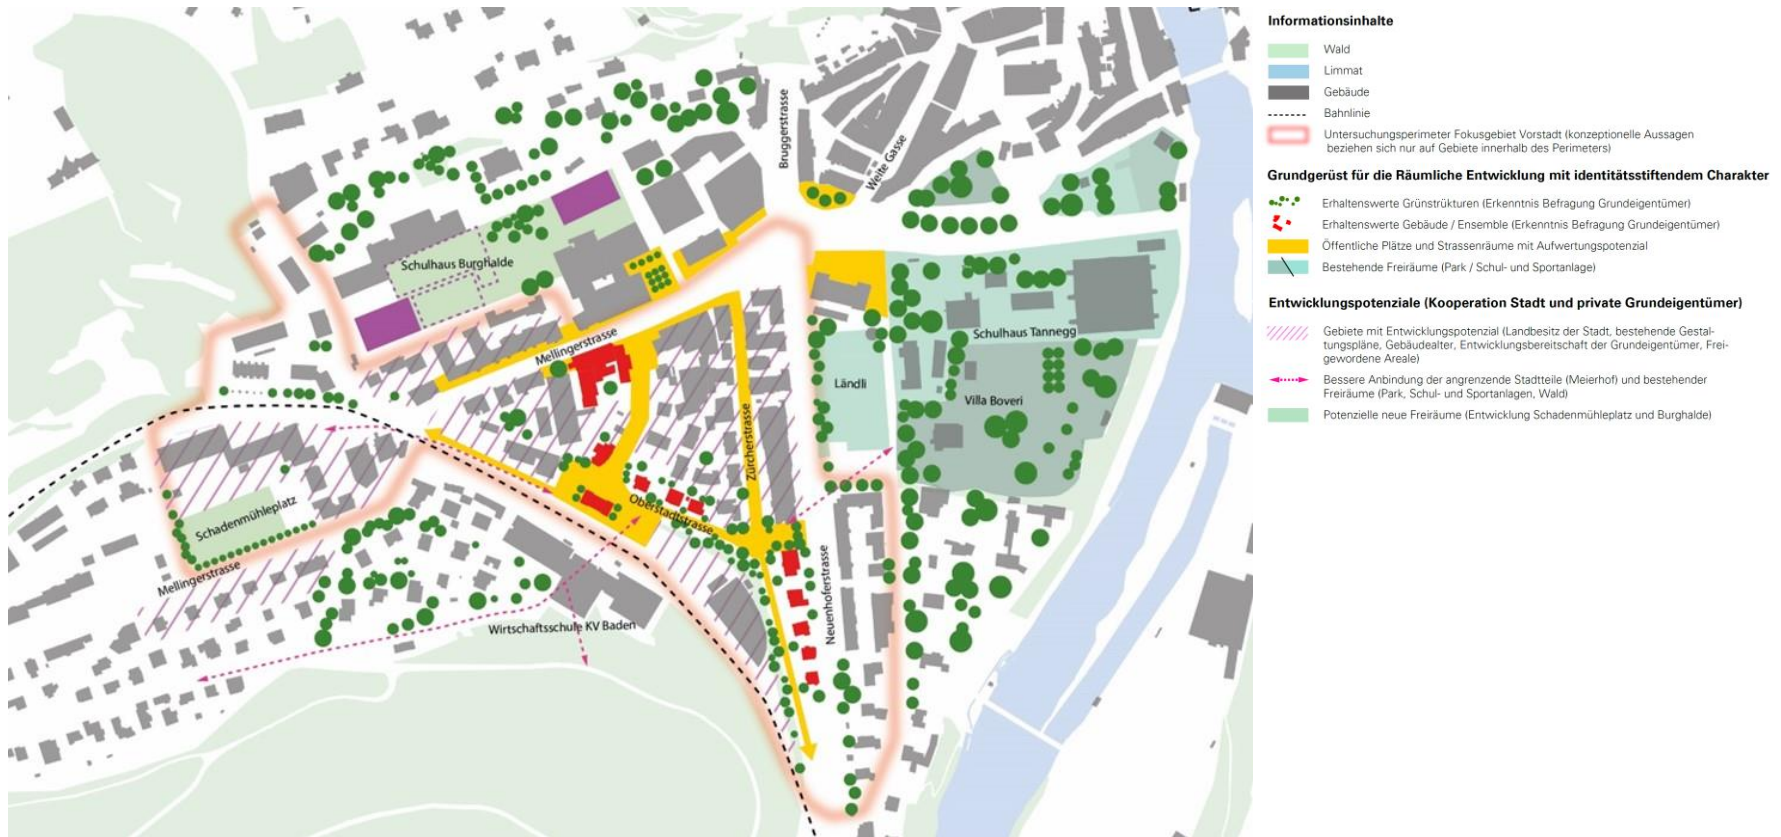 Bruggerstrasse
Weite Gasse
Schulhaus Burghalde
Mellingerstrasse
Schulhaus Tannegg
Ländli
Villa Boveri
Zürcherstrasse
Oberstadtstrasse
Schadenmühleplatz
Mellingerstrasse
Neuenhoferstrasse
Wirtschaftsschule KV Baden
Informationsinhalte
Wald
Limmat
Gebäude
Bahnlinie
Untersuchungsperimeter Fokusgebiet Vorstadt (konzeptionelle Aussagen
beziehen sich nur auf Gebiete innerhalb des Perimeters)
Grundgerüst für die Räumliche Entwicklung mit identitätsstiftendem Charakter
Erhaltenswerte Grünstrükturen (Erkenntnis Befragung Grundeigentümer)
Erhaltenswerte Gebäude / Ensemble (Erkenntnis Befragung Grundeigentümer)
Öffentliche Plätze und Strassenräume mit Aufwertungspotenzial
Bestehende Freiräume (Park / Schul- und Sportanlage)
Entwicklungspotenziale (Kooperation Stadt und private Grundeigentümer)
Gebiete mit Entwicklungspotenzial (Landbesitz der Stadt, bestehende Gestal-
tungspläne, Gebäudealter, Entwicklungsbereitschaft der Grundeigentümer, Frei-
gewordene Areale)
Bessere Anbindung der angrenzende Stadtteile (Meierhof) und bestehender
Freiräume (Park, Schul- und Sportanlagen, Wald)
Potenzielle neue Freiräume (Entwicklung Schadenmühleplatz und Burghalde)